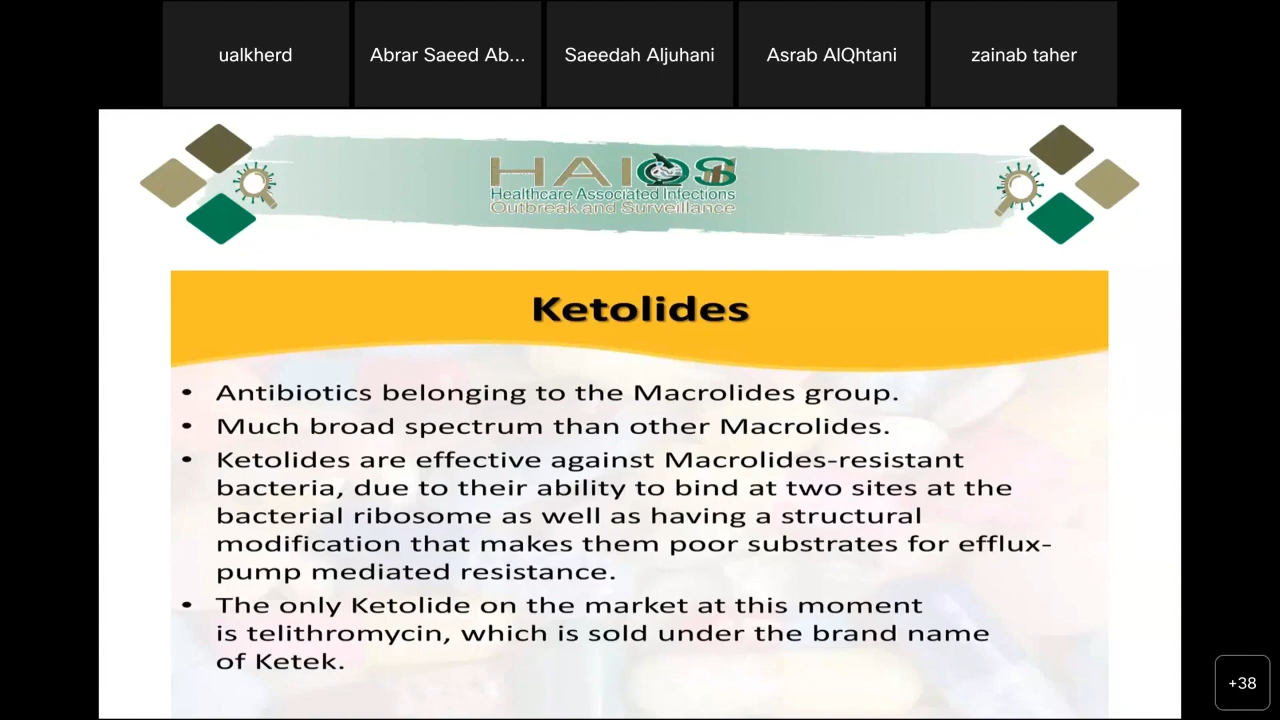 ualkherd
Abrar Saeed Ab...
Saeedah Aljuhani
Asrab AlQhtani
zainab taher
HAIOS
Healthcare Associated Infections
Outbreak and Surveillance
Ketolides
• Antibiotics belonging to the Macrolides group.
• Much broad spectrum than other Macrolides.
• Ketolides are effective against Macrolides-resistant
bacteria, due to their ability to bind at two sites at the
bacterial ribosome as well as having a structural
modification that makes them poor substrates for efflux-
pump mediated resistance.
• The only Ketolide on the market at this moment
is telithromycin, which is sold under the brand name
of Ketek.
+38